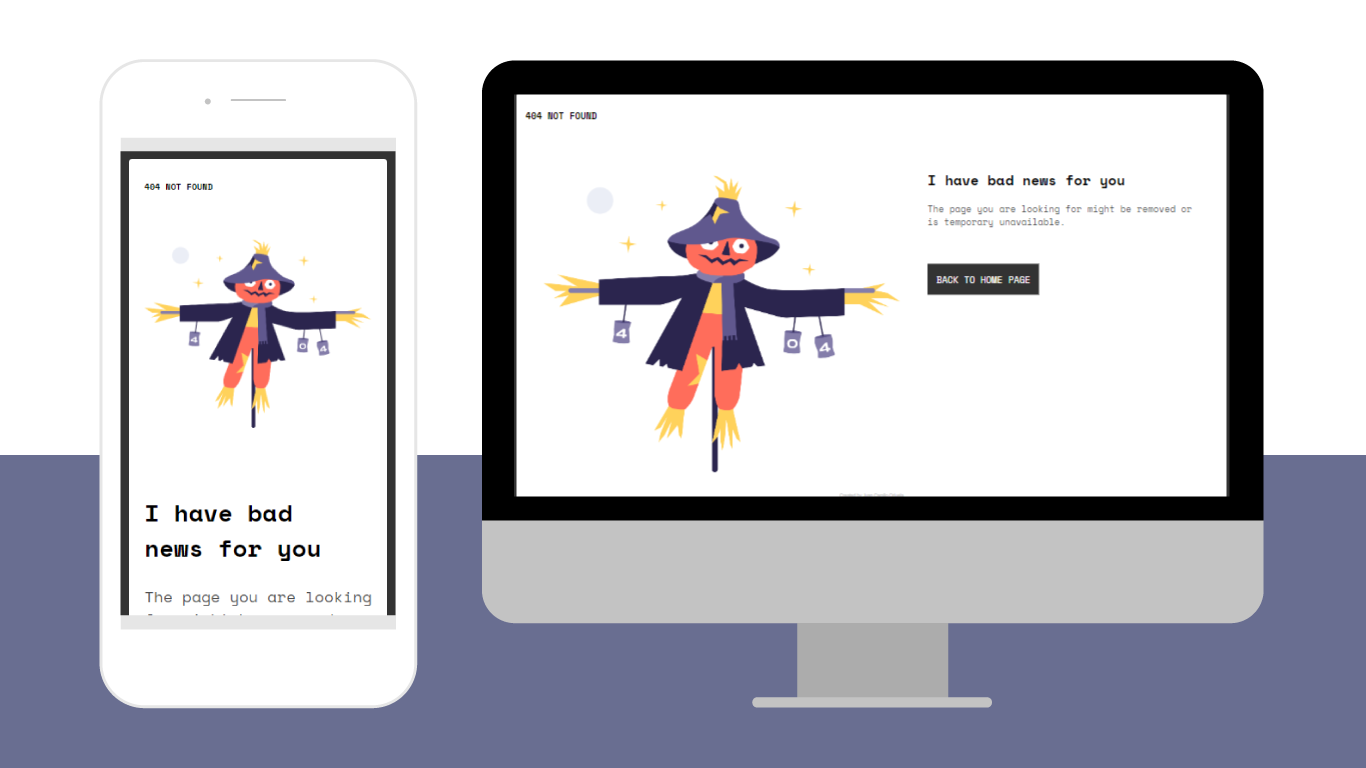 404 NOT FOUND
4
0
4
I have bad
news for you
The page you are looking
404 NOT FOUND
4
0
4
I have bad news for you
The page you are looking for might be removed or
is temporary unavailable.
BACK TO HOME PAGE